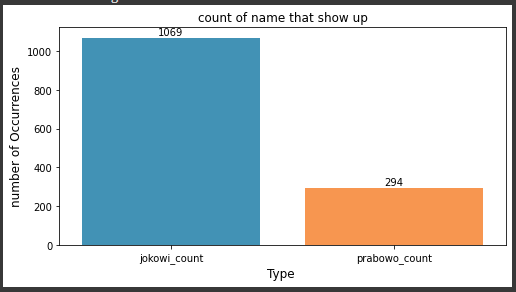 count of name that show up
1069
1000
800
600
400
294
200
0
number of Occurrences
jokowi_count
prabowo_count
Type